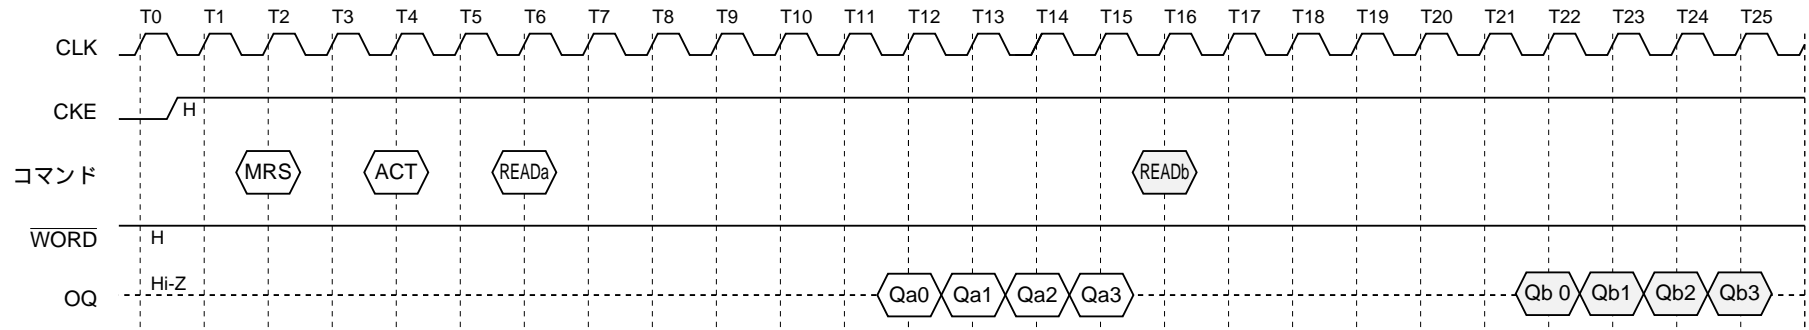 T0 T1 T2 T3 T4 T5 T6 T7 T8 T9 T10 T11 T12 T13 T14 T15 T16 T17 T18 T19 T20 T21 T22 T23 T24 T25
CLK
CKE H
コマンド MRS ACT READa READb
WORD H
OQ Hi-Z Qa0 Qa1 Qa2 Qa3 Qb 0 Qb1 Qb2 Qb3